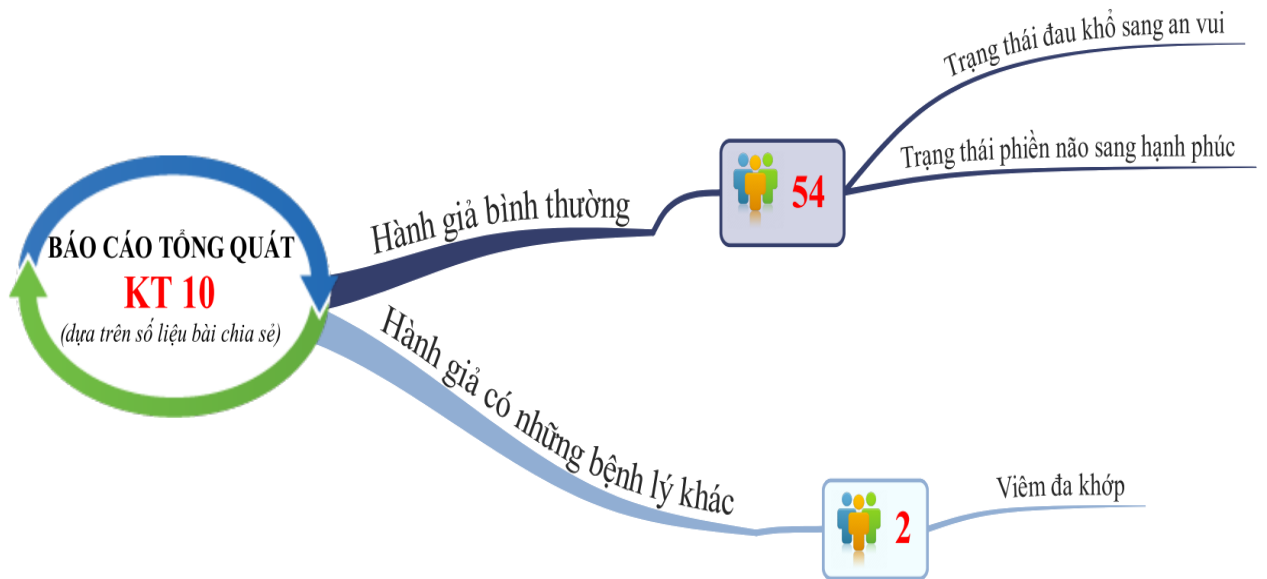 BÁO CÁO TỔNG QUÁT
KT 10
(dựa trên số liệu bài chia sẻ)
Hành giả bình thường
54
Trạng thái đau khổ sang an vui
Trạng thái phiền não sang hạnh phúc
Hành giả có những bệnh lý khác
2
Viêm đa khớp